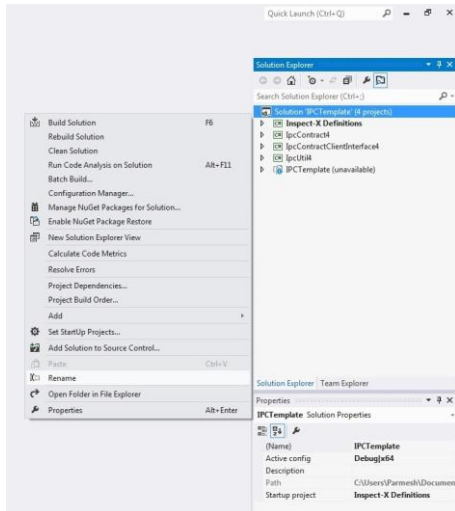 Quick Launch (Ctrl+Q)
Solution Explorer
Search Solution Explorer (Ctrl+;)
Solution 'IPCTemplate' (4 projects)
Inspect-X Definitions
IpcContract4
IpcContractClientInterface4
IpcUtil4
IPCTemplate (unavailable)
Build Solution F6
Rebuild Solution
Clean Solution
Run Code Analysis on Solution Alt+F11
Batch Build...
Configuration Manager...
Manage NuGet Packages for Solution...
Enable NuGet Package Restore
New Solution Explorer View
Calculate Code Metrics
Resolve Errors
Project Dependencies...
Project Build Order...
Add
Set StartUp Projects...
Add Solution to Source Control...
Paste Ctrl+V
Rename
Open Folder in File Explorer
Properties Alt+Enter
Solution Explorer Team Explorer
Properties
IPCTemplate Solution Properties
(Name) IPCTemplate
Active config Debug|x64
Description
Path C:\Users\Parmesh\Documen
Startup project Inspect-X Definitions